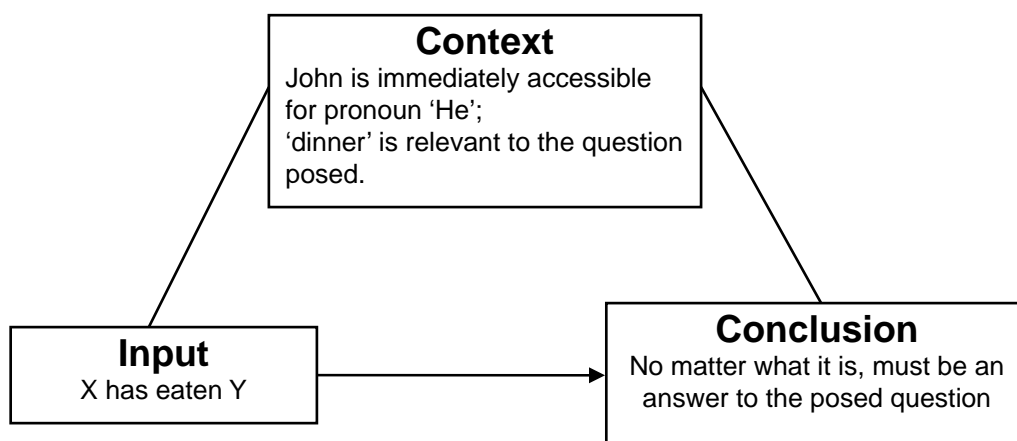 Context
John is immediately accessible
for pronoun ‘He’;
‘dinner’ is relevant to the question
posed.
Input
X has eaten Y
Conclusion
No matter what it is, must be an
answer to the posed question